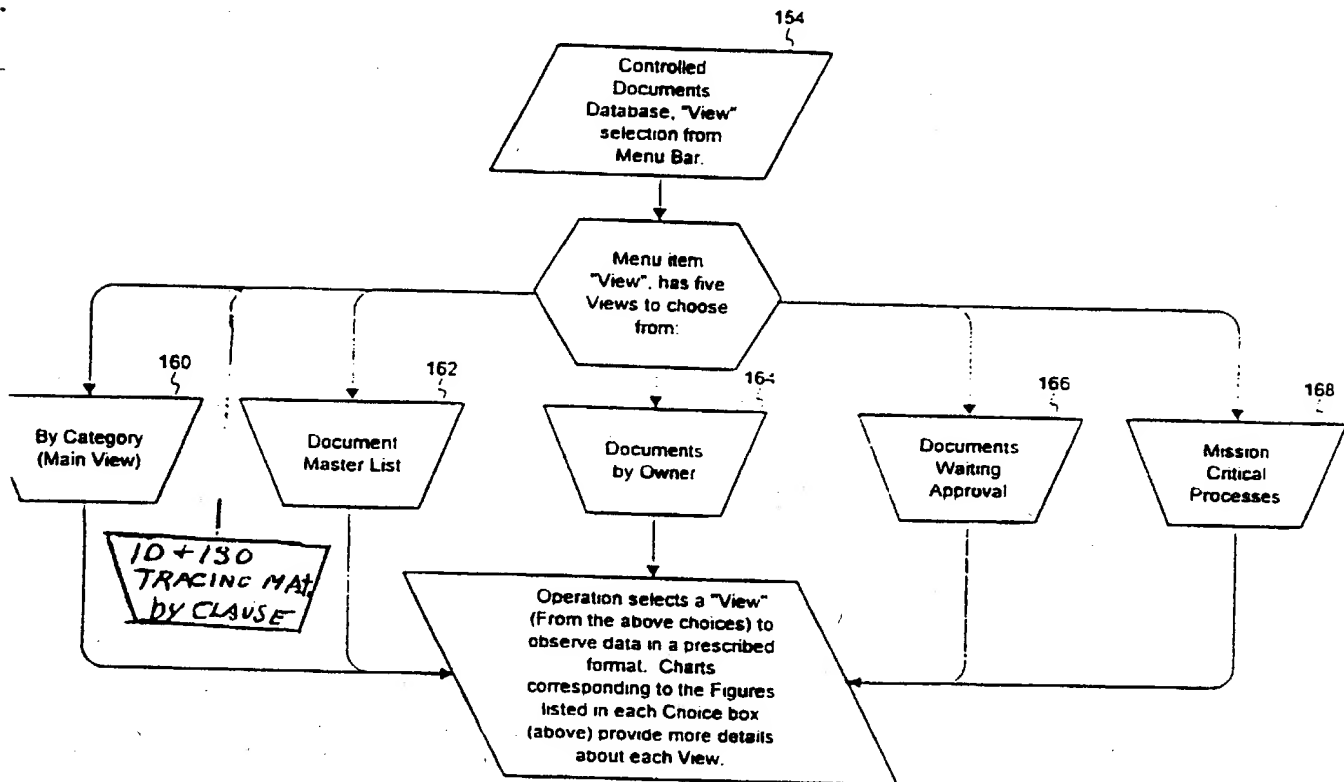 154
Controlled
Documents
Database, "View"
selection from
Menu Bar.
Menu item
"View", has five
Views to choose
from:
160
By Category
(Main View)
162
Document
Master List
164
Documents
by Owner
166
Documents
Waiting
Approval
168
Mission
Critical
Processes
10 + 130
TRACING MAT.
by CLAUSE
Operation selects a "View"
(From the above choices) to
observe data in a prescribed
format. Charts
corresponding to the Figures
listed in each Choice box
(above) provide more details
about each View.